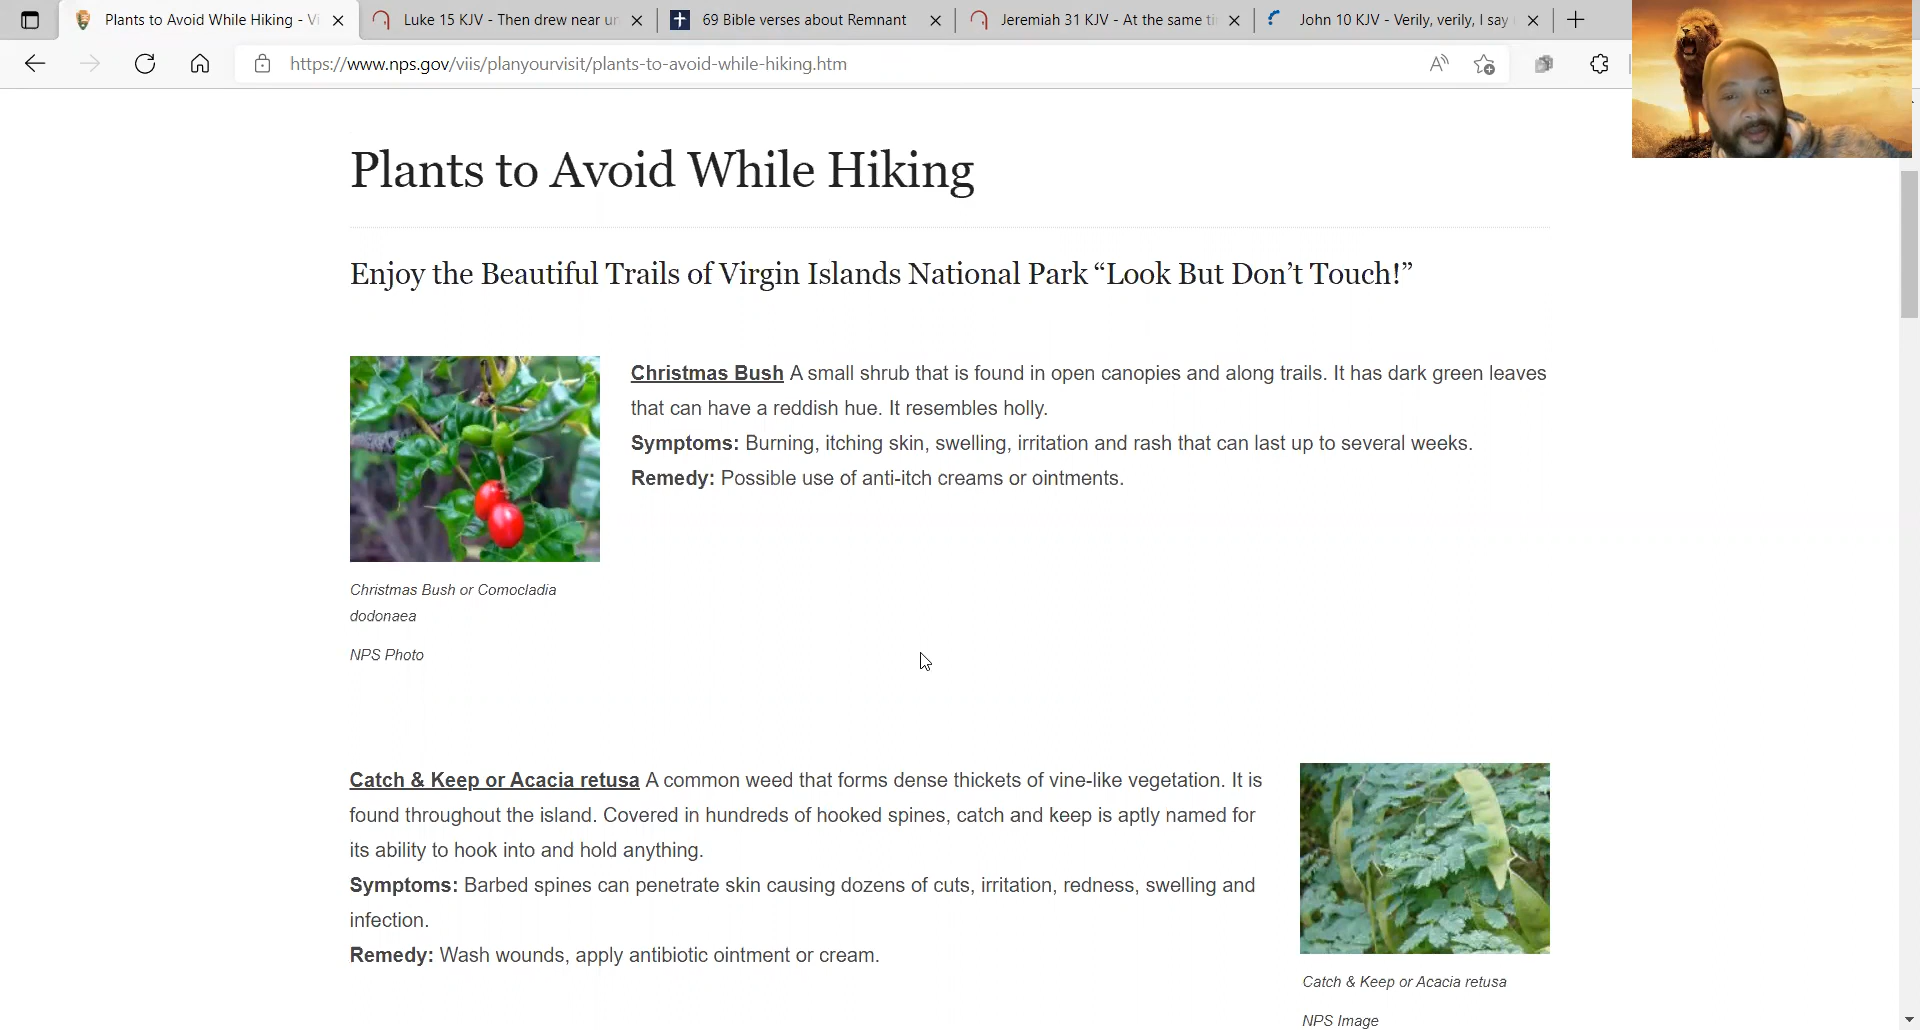 Plants to Avoid While Hiking - Vi
Luke 15 KJV - Then drew near un
69 Bible verses about Remnant
Jeremiah 31 KJV - At the same ti
John 10 KJV - Verily, verily, I say
https://www.nps.gov/viis/planyourvisit/plants-to-avoid-while-hiking.htm
Plants to Avoid While Hiking
Enjoy the Beautiful Trails of Virgin Islands National Park “Look But Don’t Touch!”
Christmas Bush A small shrub that is found in open canopies and along trails. It has dark green leaves
that can have a reddish hue. It resembles holly.
Symptoms: Burning, itching skin, swelling, irritation and rash that can last up to several weeks.
Remedy: Possible use of anti-itch creams or ointments.
Christmas Bush or Comocladia
dodonaea
NPS Photo
Catch & Keep or Acacia retusa A common weed that forms dense thickets of vine-like vegetation. It is
found throughout the island. Covered in hundreds of hooked spines, catch and keep is aptly named for
its ability to hook into and hold anything.
Symptoms: Barbed spines can penetrate skin causing dozens of cuts, irritation, redness, swelling and
infection.
Remedy: Wash wounds, apply antibiotic ointment or cream.
Catch & Keep or Acacia retusa
NPS Image